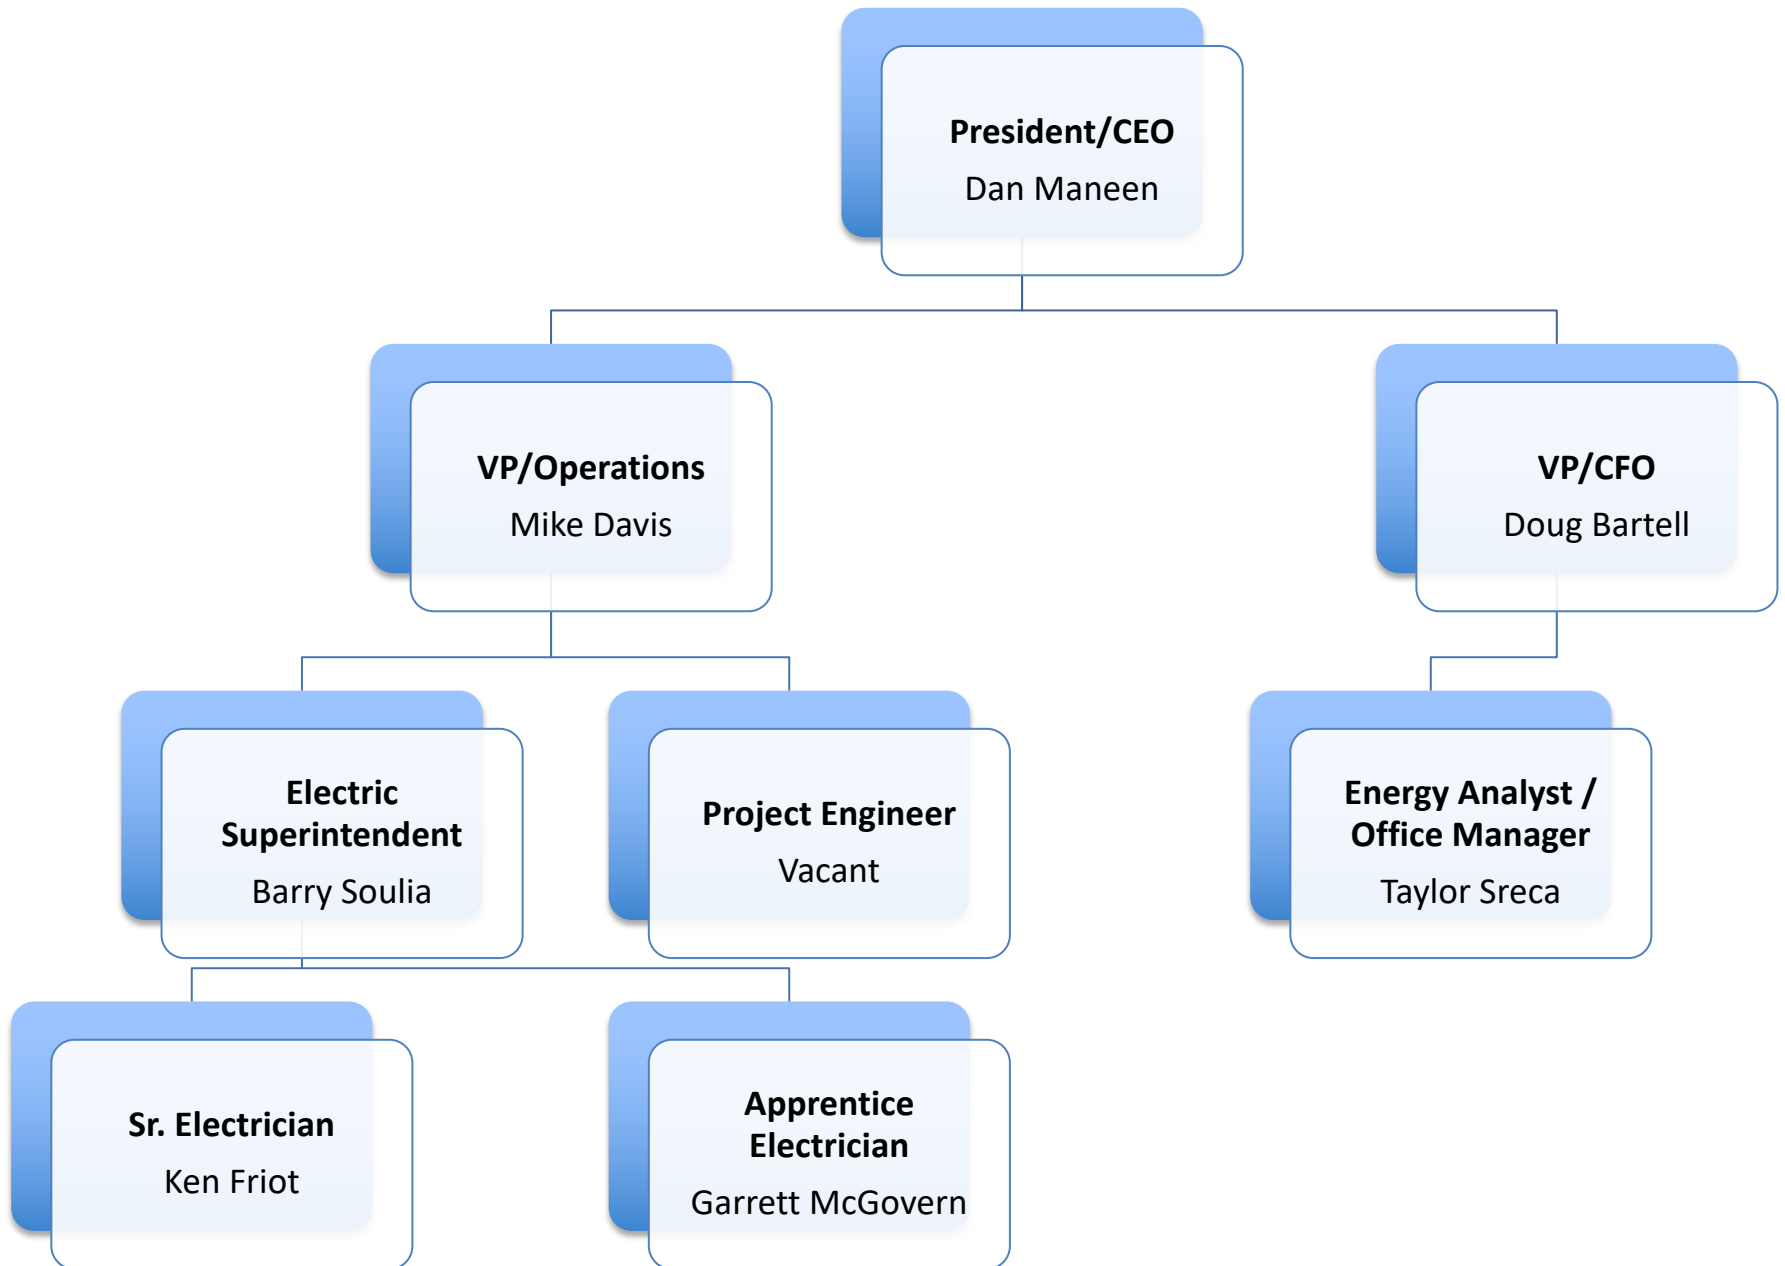 President/CEO
Dan Maneen
VP/Operations
Mike Davis
VP/CFO
Doug Bartell
Electric
Superintendent
Barry Soulia
Project Engineer
Vacant
Energy Analyst /
Office Manager
Taylor Sreca
Sr. Electrician
Ken Friot
Apprentice
Electrician
Garrett McGovern